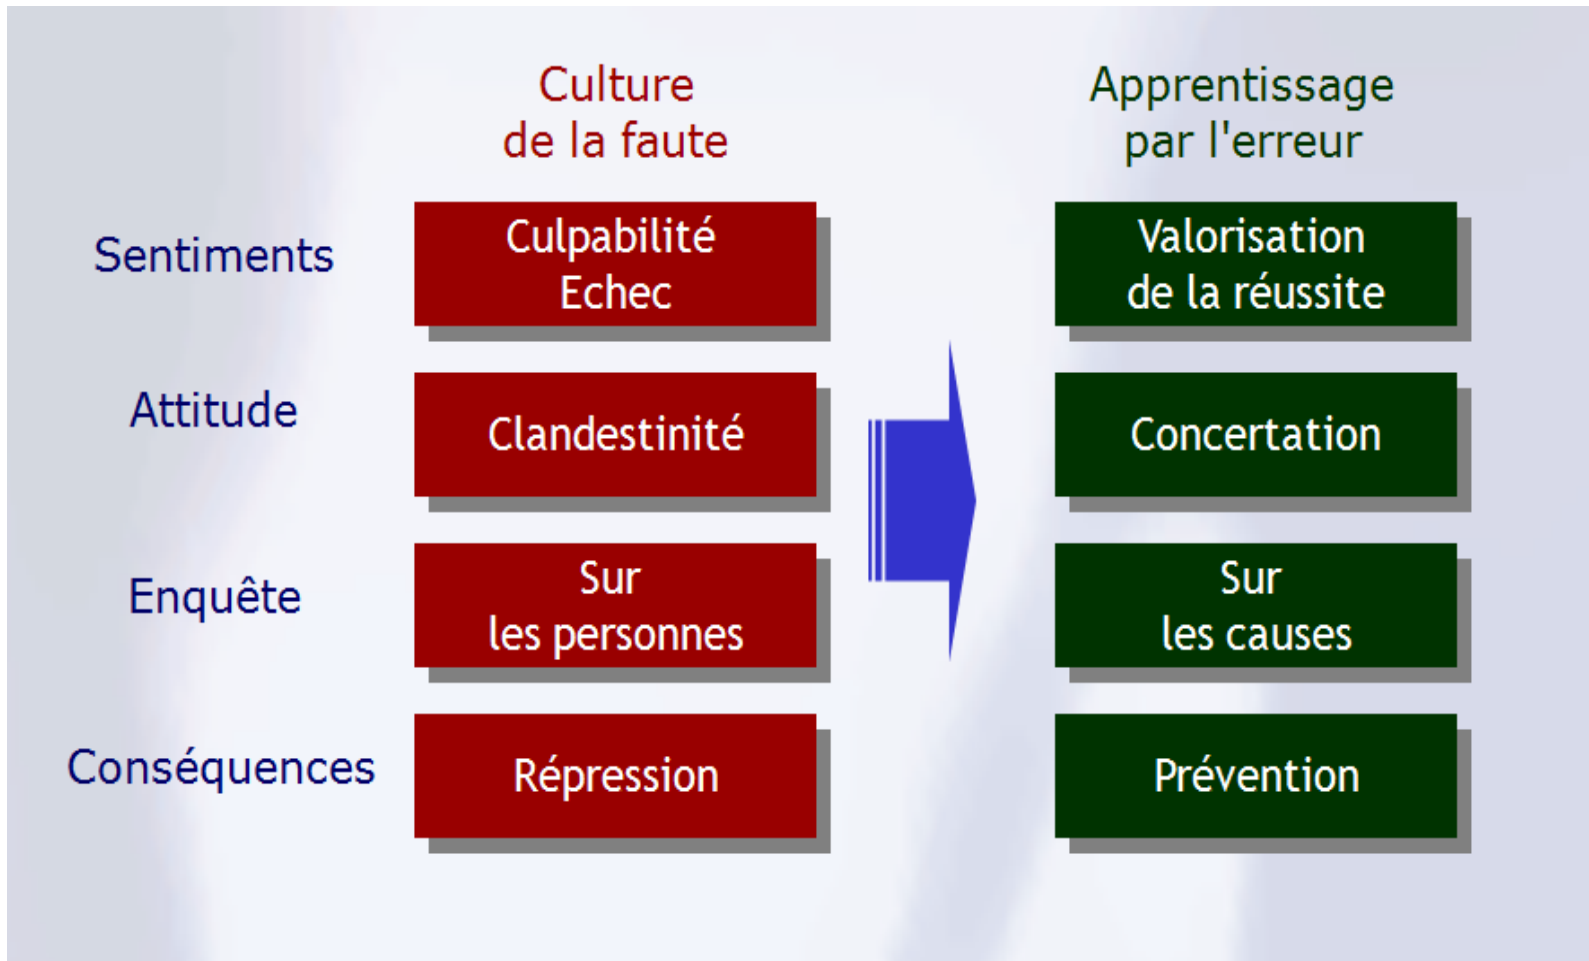 Culture
de la faute
Apprentissage
par l'erreur
Sentiments
Culpabilité
Echec
Valorisation
de la réussite
Attitude
Clandestinité
Concertation
Enquête
Sur
les personnes
Sur
les causes
Conséquences
Répression
Prévention